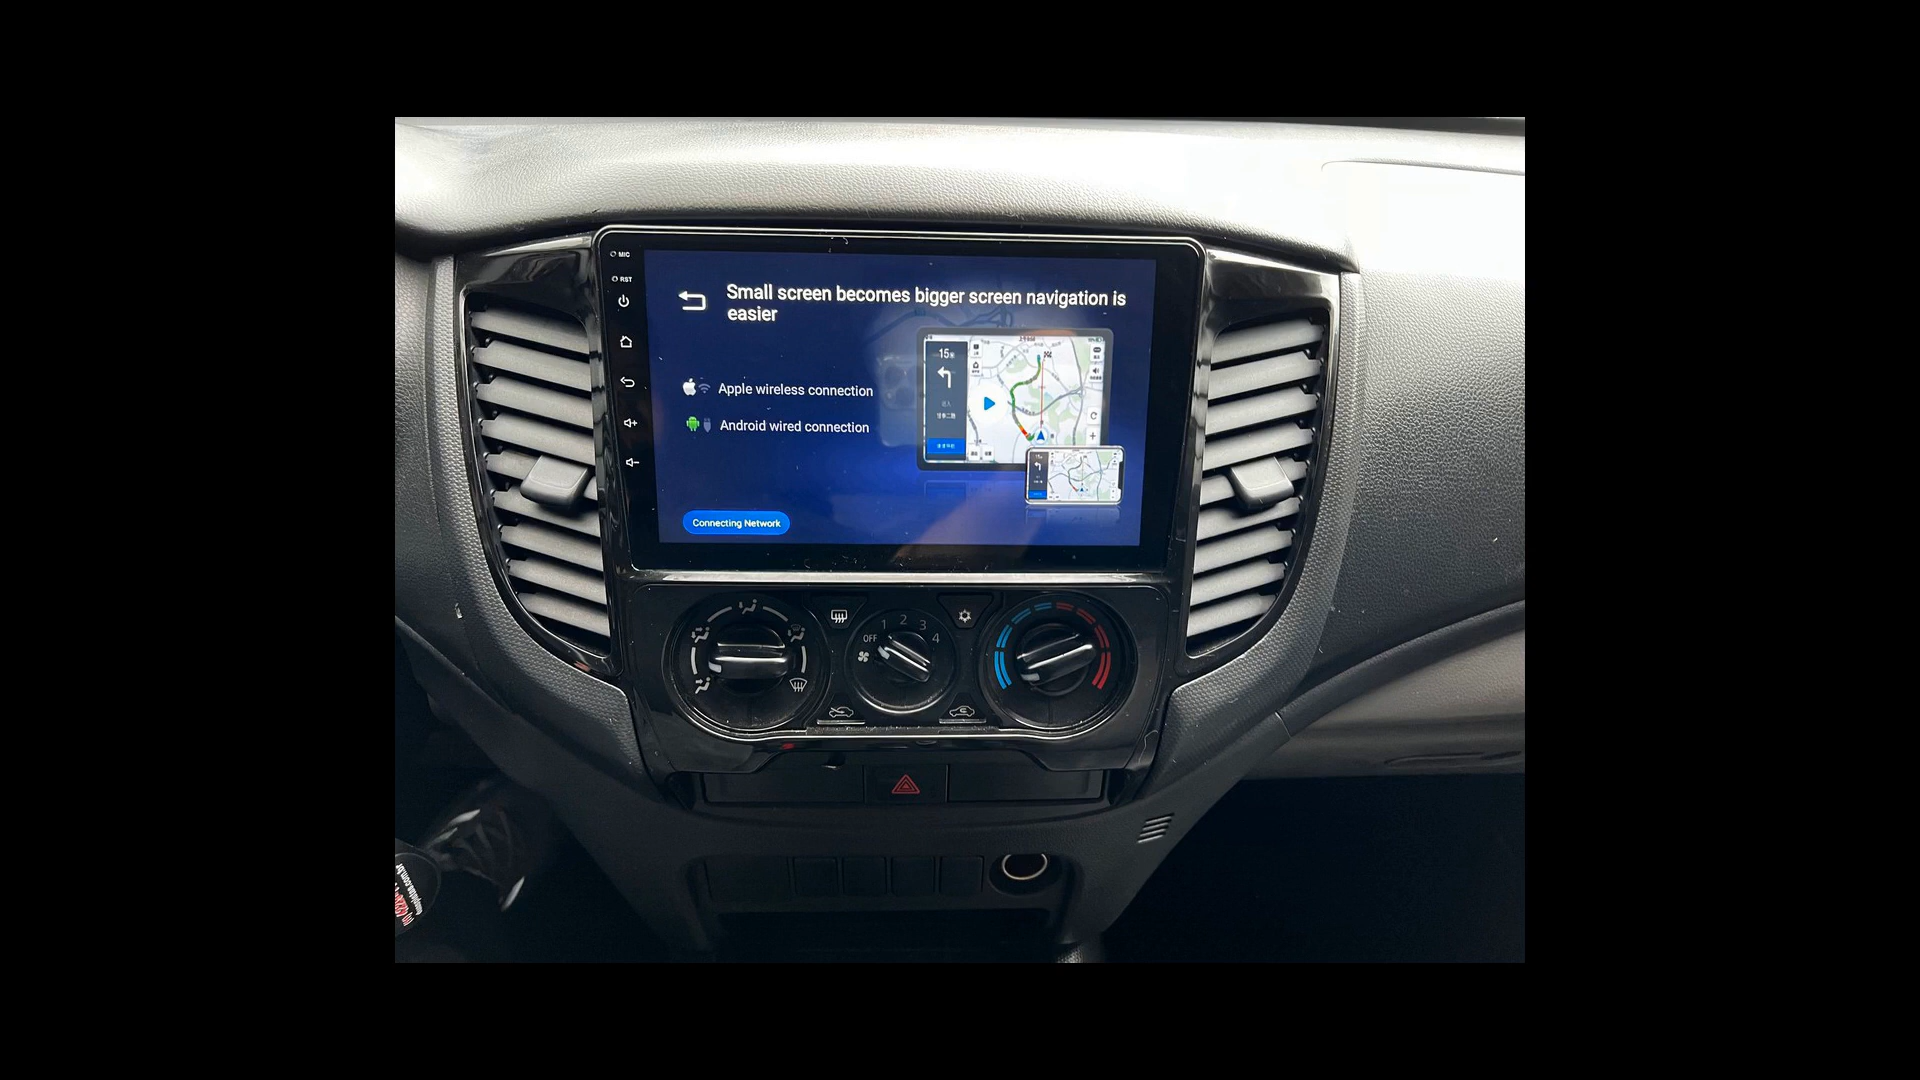 MIC
RST
Small screen becomes bigger screen navigation is
easier
15
Apple wireless connection
Android wired connection
Connecting Network
OFF 1 2 3 4